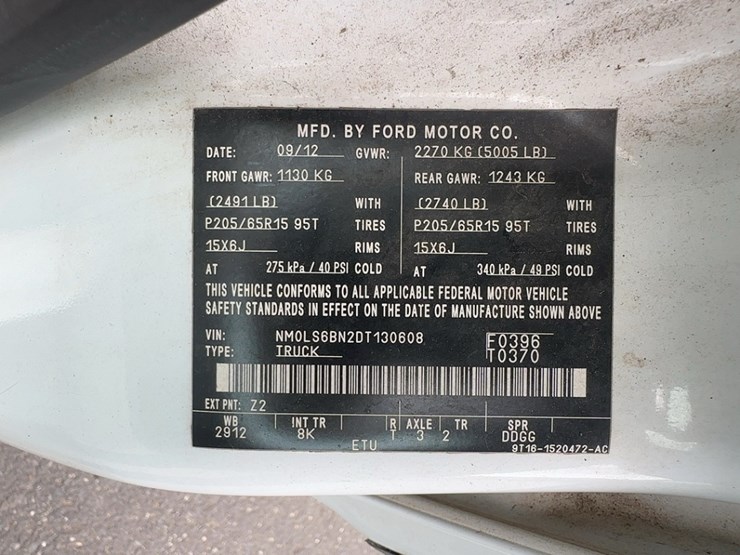 MFD. BY FORD MOTOR CO.
DATE: 09/12 GVWR: 2270 KG (5005 LB)
FRONT GAWR: 1130 KG REAR GAWR: 1243 KG
(2491 LB) WITH (2740 LB) WITH
P205/65R15 95T TIRES P205/65R15 95T TIRES
15X6J RIMS 15X6J RIMS
AT 275 kPa / 40 PSI COLD AT 340 kPa / 49 PSI COLD
THIS VEHICLE CONFORMS TO ALL APPLICABLE FEDERAL MOTOR VEHICLE
SAFETY STANDARDS IN EFFECT ON THE DATE OF MANUFACTURE SHOWN ABOVE
VIN: NM0LS6BN2DT130608 F0396
TYPE: TRUCK T0370
EXT PNT: Z2
WB INT TR R AXLE TR SPR
2912 8K T 3 2 DDGG
ETU 9T16-1520472-AC